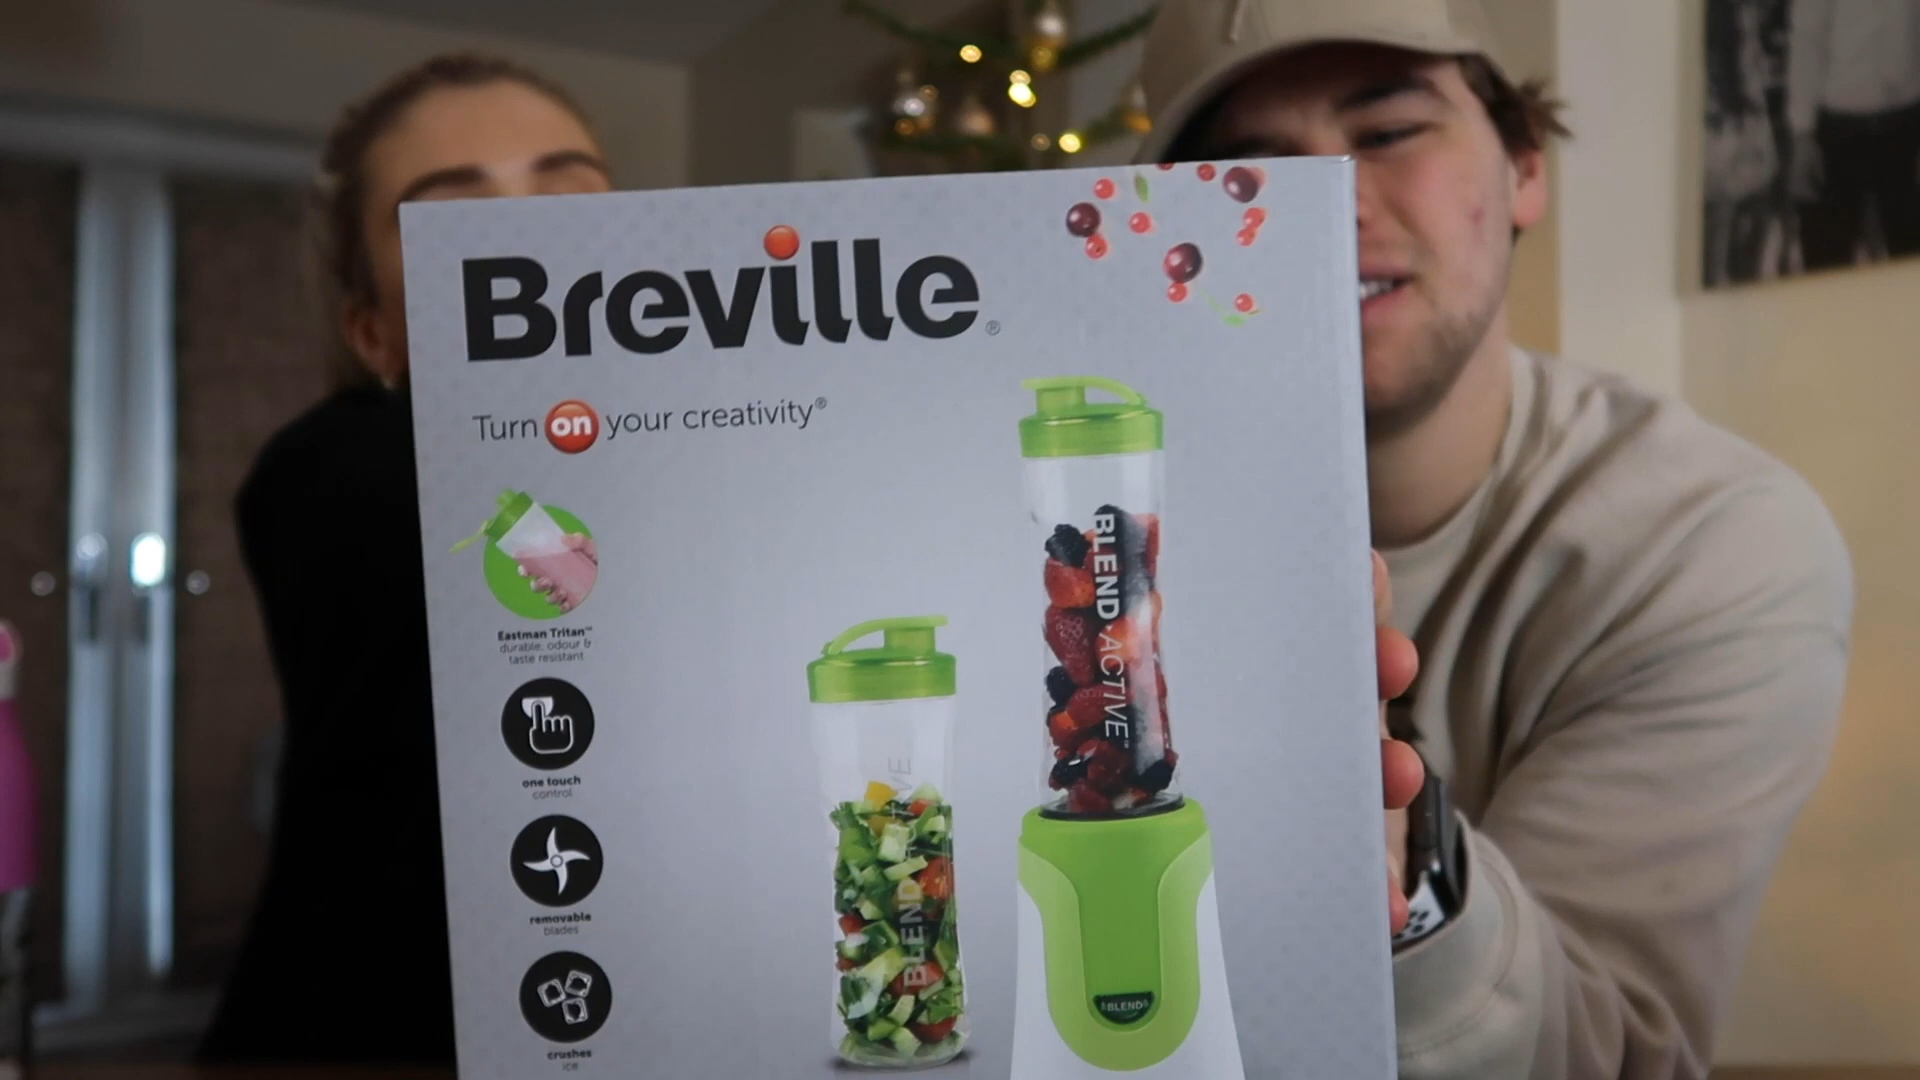 Breville®
Turn on your creativity®
Eastman Tritan™
durable, odour &
taste resistant
one touch
control
removable
blades
crushes
ice
BLEND·ACTIVE™
BLEND
VE
BLEND